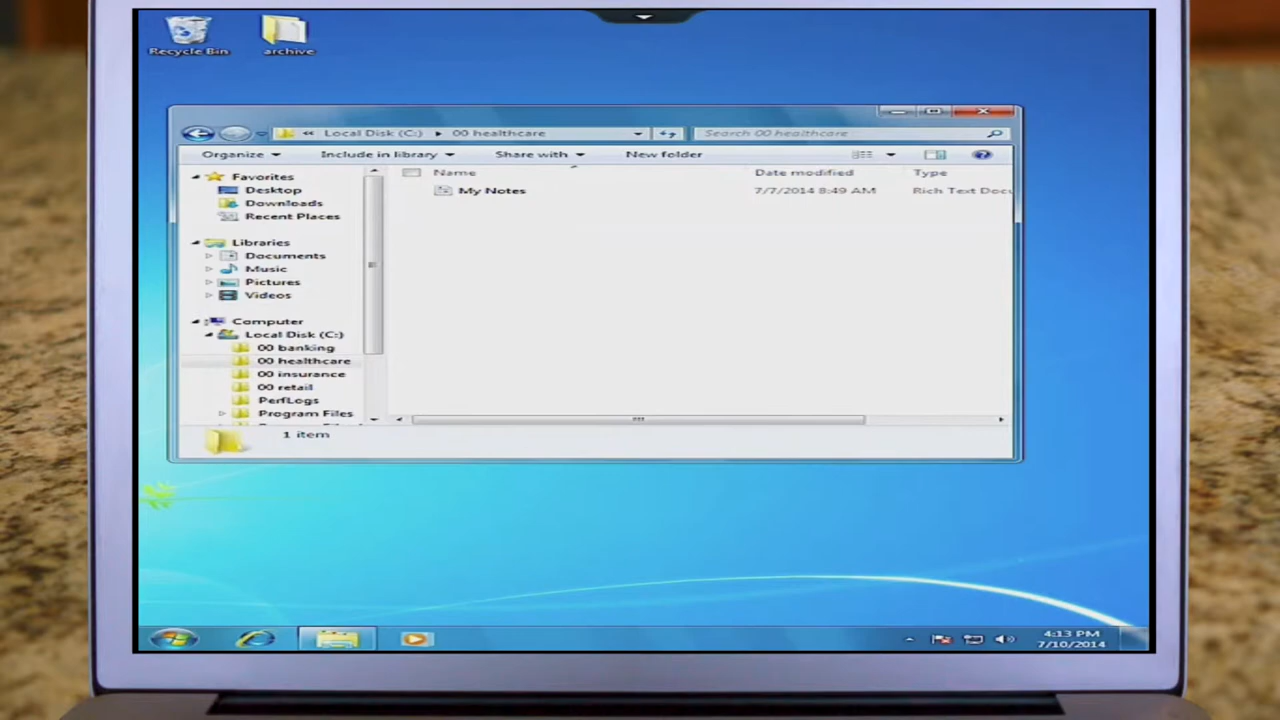 Recycle Bin
archive
Local Disk (C:)
00 healthcare
Search 00 healthcare
Organize
Include in library
Share with
New folder
Name
Date modified
Type
My Notes
7/7/2014 8:49 AM
Rich Text Docu
Favorites
Desktop
Downloads
Recent Places
Libraries
Documents
Music
Pictures
Videos
Computer
Local Disk (C:)
00 banking
00 healthcare
00 insurance
00 retail
PerfLogs
Program Files
1 item
4:13 PM
7/10/2014